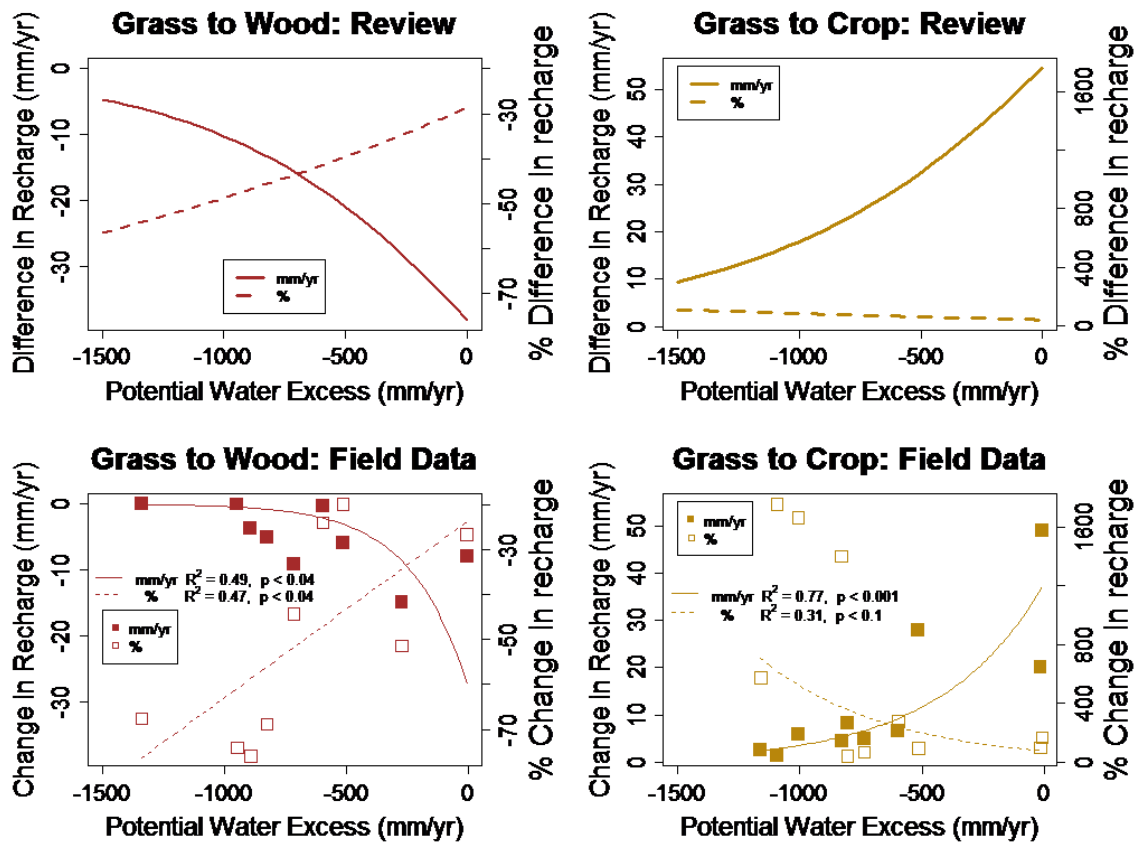 Grass to Wood: Review
Difference In Recharge (mm/yr)
0
-10
-20
-30
mm/yr
%
-30
-50
-70
% Difference In recharge
-1500 -1000 -500 0
Potential Water Excess (mm/yr)
Grass to Crop: Review
Difference In Recharge (mm/yr)
50
40
30
20
10
0
mm/yr
%
1600
800
400
0
% Difference In recharge
-1500 -1000 -500 0
Potential Water Excess (mm/yr)
Grass to Wood: Field Data
Change In Recharge (mm/yr)
0
-10
-20
-30
mm/yr R² = 0.49, p < 0.04
% R² = 0.47, p < 0.04
mm/yr
%
-30
-50
-70
% Change In recharge
-1500 -1000 -500 0
Potential Water Excess (mm/yr)
Grass to Crop: Field Data
Change In Recharge (mm/yr)
50
40
30
20
10
0
mm/yr
%
mm/yr R² = 0.77, p < 0.001
% R² = 0.31, p < 0.1
1600
800
400
0
% Change In recharge
-1500 -1000 -500 0
Potential Water Excess (mm/yr)